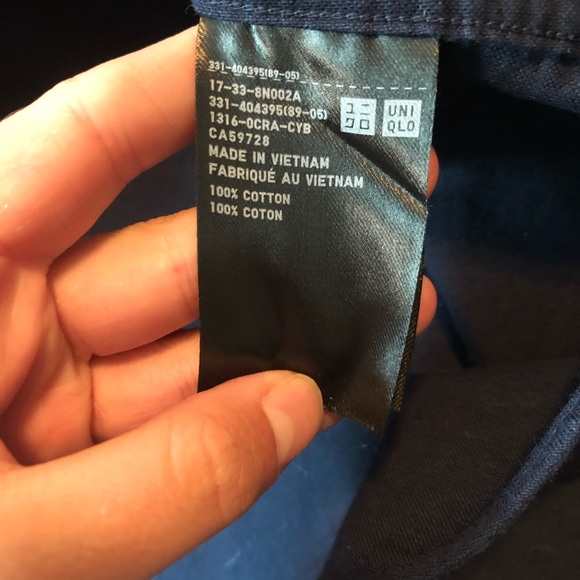 331-404395(89-05)
17-33-8N002A
331-404395(89-05)
1316-0CRA-CYB
CA59728
MADE IN VIETNAM
FABRIQUÉ AU VIETNAM
100% COTTON
100% COTON
ユニ
クロ
UNI
QLO